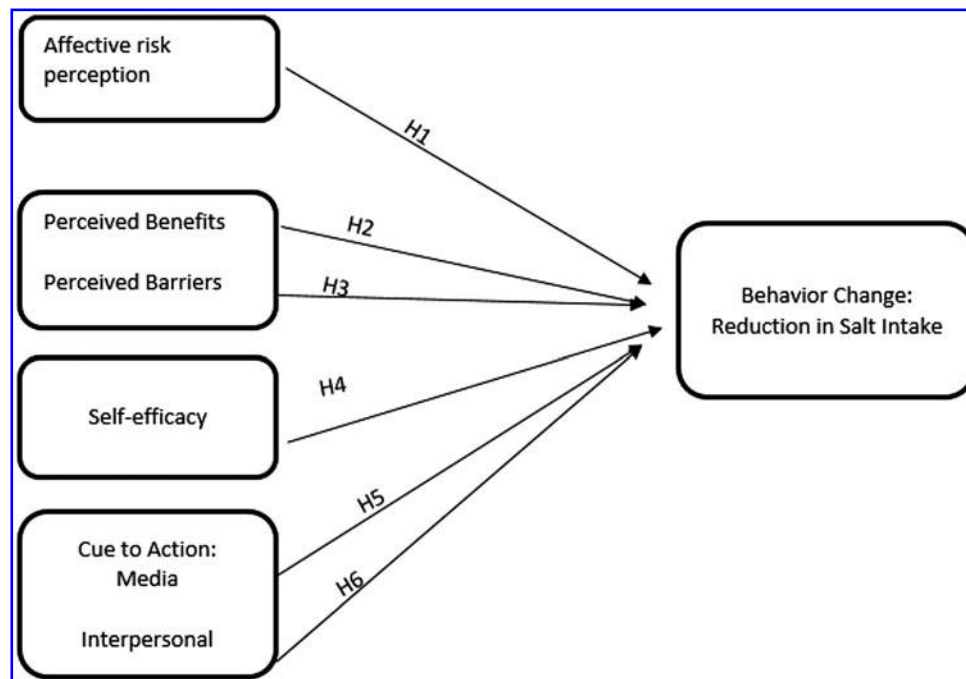 Affective risk
perception
H1
Perceived Benefits
H2
Perceived Barriers
H3
Behavior Change:
Reduction in Salt Intake
Self-efficacy
H4
Cue to Action:
Media
H5
Interpersonal
H6